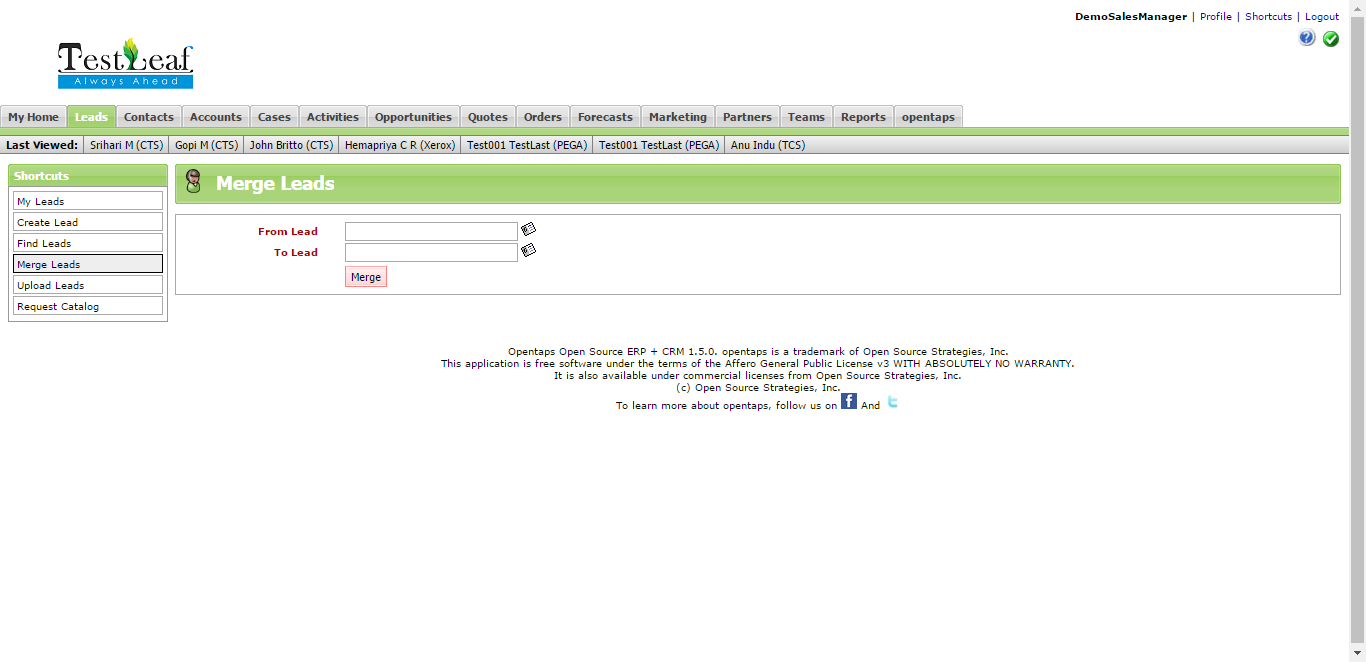 DemoSalesManager | Profile | Shortcuts | Logout
TestLeaf
Always Ahead
My Home Leads Contacts Accounts Cases Activities Opportunities Quotes Orders Forecasts Marketing Partners Teams Reports opentaps
Last Viewed: Srihari M (CTS) Gopi M (CTS) John Britto (CTS) Hemapriya C R (Xerox) Test001 TestLast (PEGA) Test001 TestLast (PEGA) Anu Indu (TCS)
Shortcuts
My Leads
Create Lead
Find Leads
Merge Leads
Upload Leads
Request Catalog
Merge Leads
From Lead
To Lead
Merge
Opentaps Open Source ERP + CRM 1.5.0. opentaps is a trademark of Open Source Strategies, Inc.
This application is free software under the terms of the Affero General Public License v3 WITH ABSOLUTELY NO WARRANTY.
It is also available under commercial licenses from Open Source Strategies, Inc.
(c) Open Source Strategies, Inc.
To learn more about opentaps, follow us on f And t